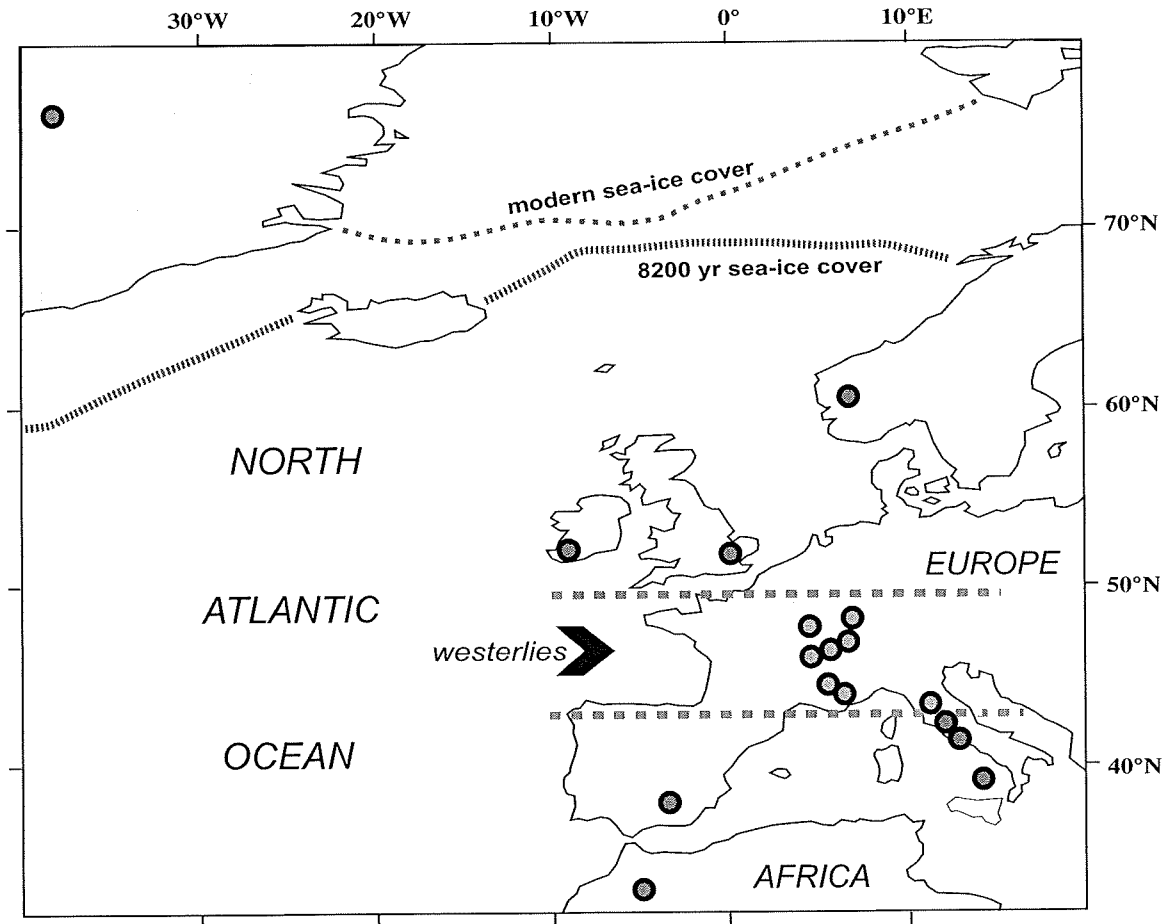 30°W 20°W 10°W 0° 10°E
modern sea-ice cover
70°N
8200 yr sea-ice cover
60°N
NORTH
EUROPE
50°N
ATLANTIC
westerlies
OCEAN
40°N
AFRICA